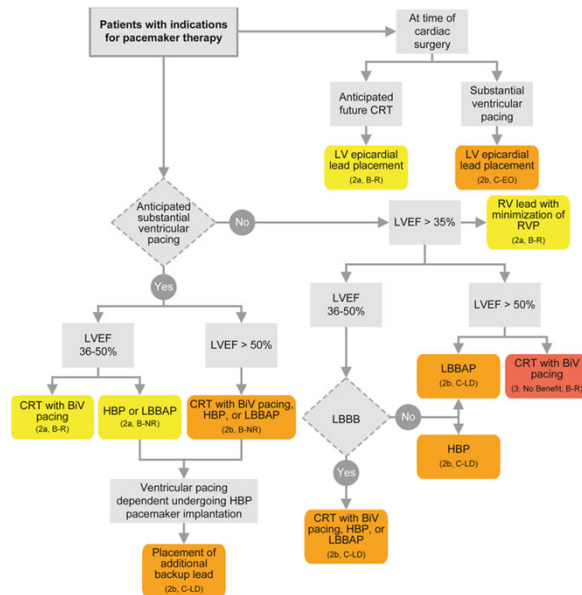 Patients with indications
for pacemaker therapy
At time of
cardiac
surgery
Anticipated
future CRT
Substantial
ventricular
pacing
LV epicardial
lead placement
(2a, B-R)
LV epicardial
lead placement
(2b, C-EO)
Anticipated
substantial
ventricular
pacing
No
LVEF > 35%
RV lead with
minimization of
RVP
(2a, B-R)
Yes
LVEF
36-50%
LVEF > 50%
LVEF
36-50%
LVEF > 50%
CRT with BiV
pacing
(2a, B-R)
HBP or LBBAP
(2a, B-NR)
CRT with BiV pacing,
HBP, or LBBAP
(2b, B-NR)
LBBAP
(2b, C-LD)
CRT with BiV
pacing
(3: No Benefit, B-R)
LBBB
No
HBP
(2b, C-LD)
Yes
Ventricular pacing
dependent undergoing HBP
pacemaker implantation
CRT with BiV
pacing, HBP, or
LBBAP
(2b, C-LD)
Placement of
additional
backup lead
(2b, C-LD)